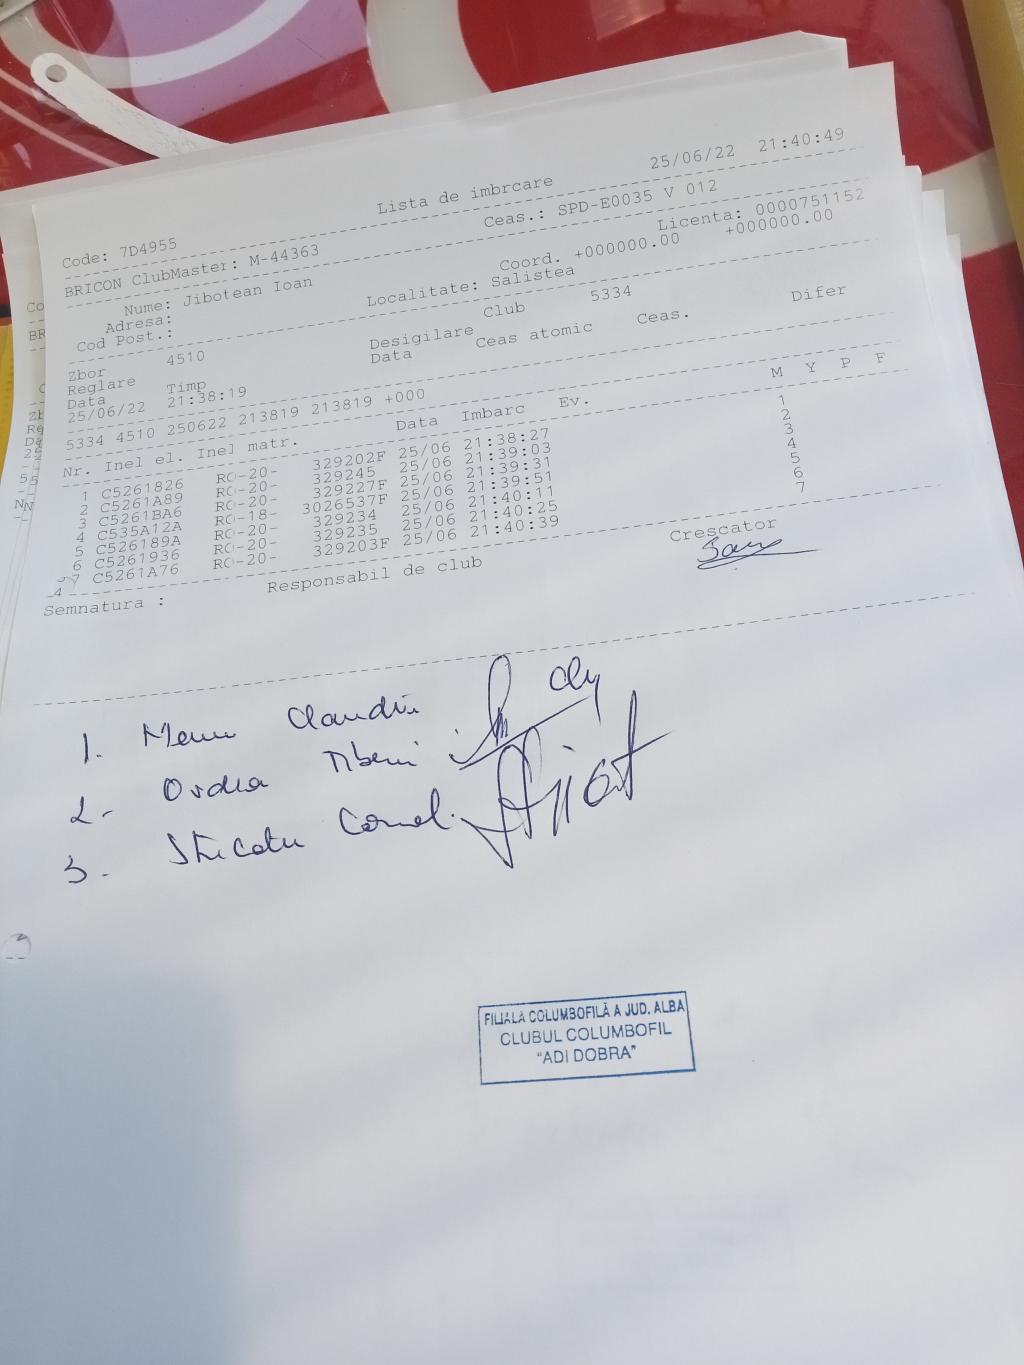 Lista de imbrcare 25/06/22 21:40:49
Code: 7D4955
BRICON ClubMaster: M-44363 Ceas.: SPD-E0035 V 012
Nume: Jibotean Ioan Licenta: 0000751152
Adresa: Coord. +000000.00 +000000.00
Cod Post.: Localitate: Salistea
Zbor 4510 Club 5334
Reglare Desigilare
Data Timp Data Ceas atomic Ceas. Difer
25/06/22 21:38:19
5334 4510 250622 213819 213819 +000
Nr. Inel el. Inel matr. Data Imbarc Ev. M Y P F
1 C5261826 RO-20- 329202F 25/06 21:38:27 1
2 C5261A89 RO-20- 329245 25/06 21:39:03 2
3 C5261BA6 RO-20- 329227F 25/06 21:39:31 3
4 C535A12A RO-18- 3026537F 25/06 21:39:51 4
5 C526189A RO-20- 329234 25/06 21:40:11 5
6 C5261936 RO-20- 329235 25/06 21:40:25 6
7 C5261A76 RO-20- 329203F 25/06 21:40:39 7
Semnatura : Responsabil de club Crescator
1. Claudiu
2- Ordea Tiberi
3- Cornel.
FILIALA COLUMBOFILĂ A JUD. ALBA
CLUBUL COLUMBOFIL
"ADI DOBRA"